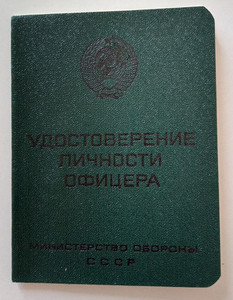 УДОСТОВЕРЕНИЕ
ЛИЧНОСТИ
ОФИЦЕРА
МИНИСТЕРСТВО ОБОРОНЫ
СССР